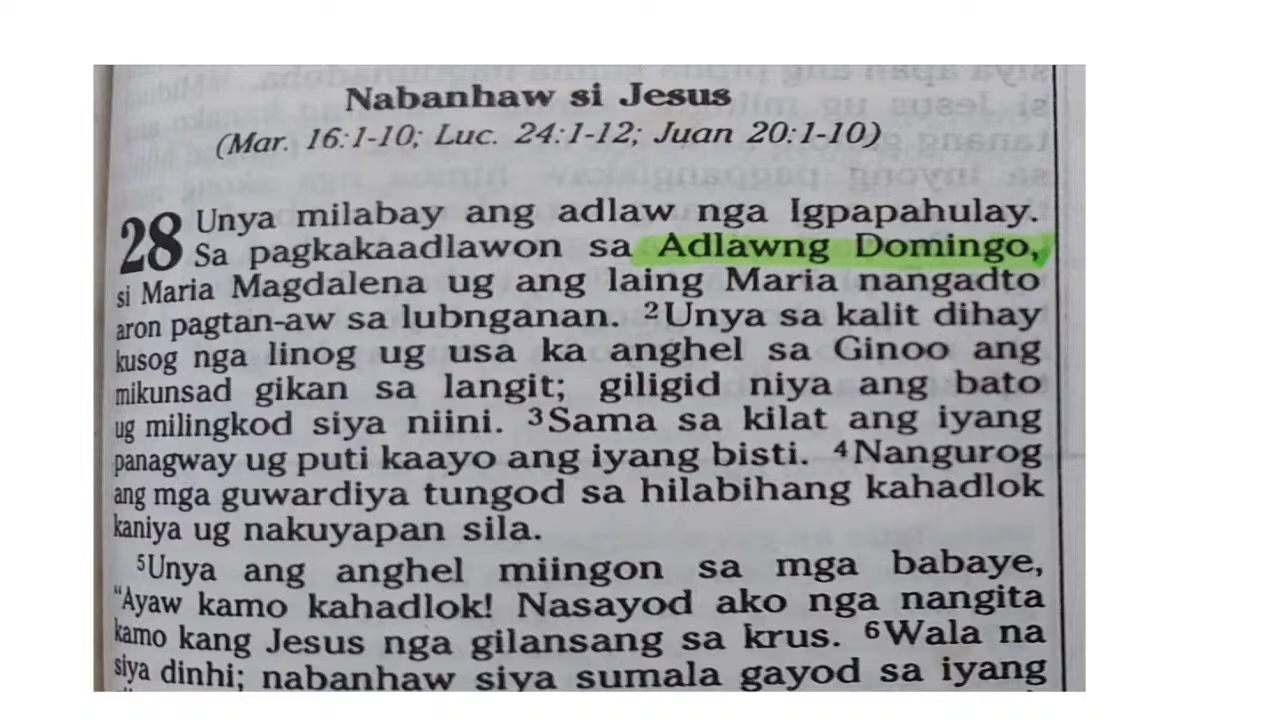 Nabanhaw si Jesus
(Mar. 16:1-10; Luc. 24:1-12; Juan 20:1-10)
28 Unya milabay ang adlaw nga Igpapahulay.
Sa pagkakaadlawon sa Adlawng Domingo,
si Maria Magdalena ug ang laing Maria nangadto
aron pagtan-aw sa lubnganan. ²Unya sa kalit dihay
kusog nga linog ug usa ka anghel sa Ginoo ang
mikunsad gikan sa langit; giligid niya ang bato
ug milingkod siya niini. ³Sama sa kilat ang iyang
panagway ug puti kaayo ang iyang bisti. ⁴Nangurog
ang mga guwardiya tungod sa hilabihang kahadlok
kaniya ug nakuyapan sila.
⁵Unya ang anghel miingon sa mga babaye,
“Ayaw kamo kahadlok! Nasayod ako nga nangita
kamo kang Jesus nga gilansang sa krus. ⁶Wala na
siya dinhi; nabanhaw siya sumala gayod sa iyang